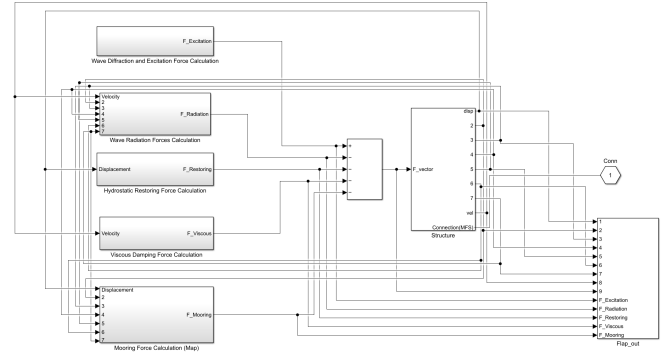 F_Excitation
Wave Diffraction and Excitation Force Calculation
Velocity
2
3
4
5
6
7
F_Radiation
Wave Radiation Forces Calculation
Displacement
F_Restoring
Hydrostatic Restoring Force Calculation
Velocity
F_Viscous
Viscous Damping Force Calculation
Displacement
2
3
4
5
6
7
F_Mooring
Mooring Force Calculation (Map)
+
−
−
−
−
F_vector
disp
2
3
4
5
6
7
vel
Connection(MFS)
Structure
Conn
1
1
2
3
4
5
6
7
8
9
F_Excitation
F_Radiation
F_Restoring
F_Viscous
F_Mooring
Flap_out